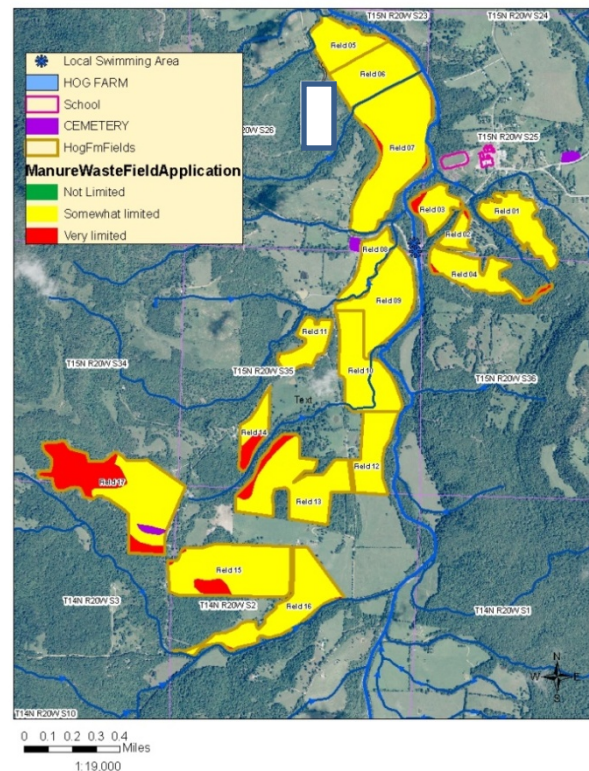 T15N R20W S23
T15N R20W S24
Local Swimming Area
HOG FARM
School
CEMETERY
HogFmFields
ManureWasteFieldApplication
Not Limited
Somewhat limited
Very limited
Field 05
Field 06
S26
T15N R20W S25
Field 07
Field 03
Field 01
Field 02
Field 08
Field 04
Field 09
Field 11
T15N R20W S34
T15N R20W S35
Field 10
T15N R20W S36
Text
Field 14
Field 12
Field 17
Field 13
Field 15
T14N R20W S3
T14N R20W S2
Field 16
T14N R20W S1
N
W E
S
T14N R20W S10
0 0.1 0.2 0.3 0.4
Miles
1:19,000